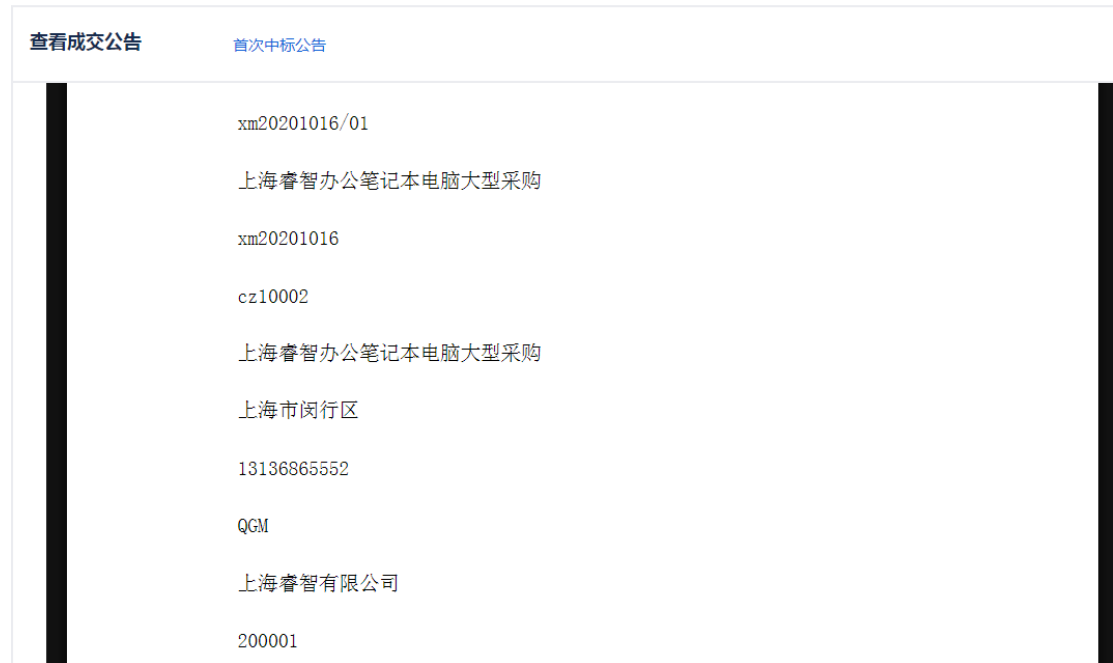 查看成交公告 首次中标公告
xm20201016/01
上海睿智办公笔记本电脑大型采购
xm20201016
cz10002
上海睿智办公笔记本电脑大型采购
上海市闵行区
13136865552
QGM
上海睿智有限公司
200001